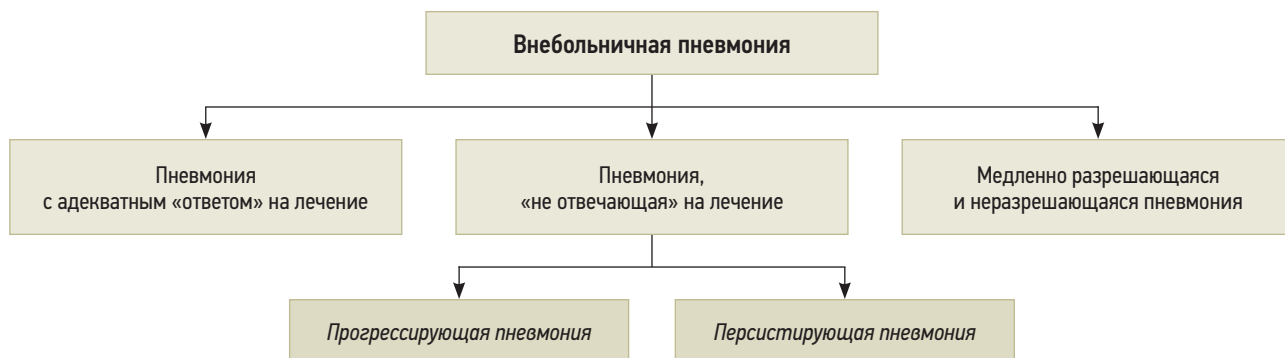 Внебольничная пневмония
Пневмония
с адекватным «ответом» на лечение
Пневмония,
«не отвечающая» на лечение
Медленно разрешающаяся
и неразрешающаяся пневмония
Прогрессирующая пневмония
Персистирующая пневмония